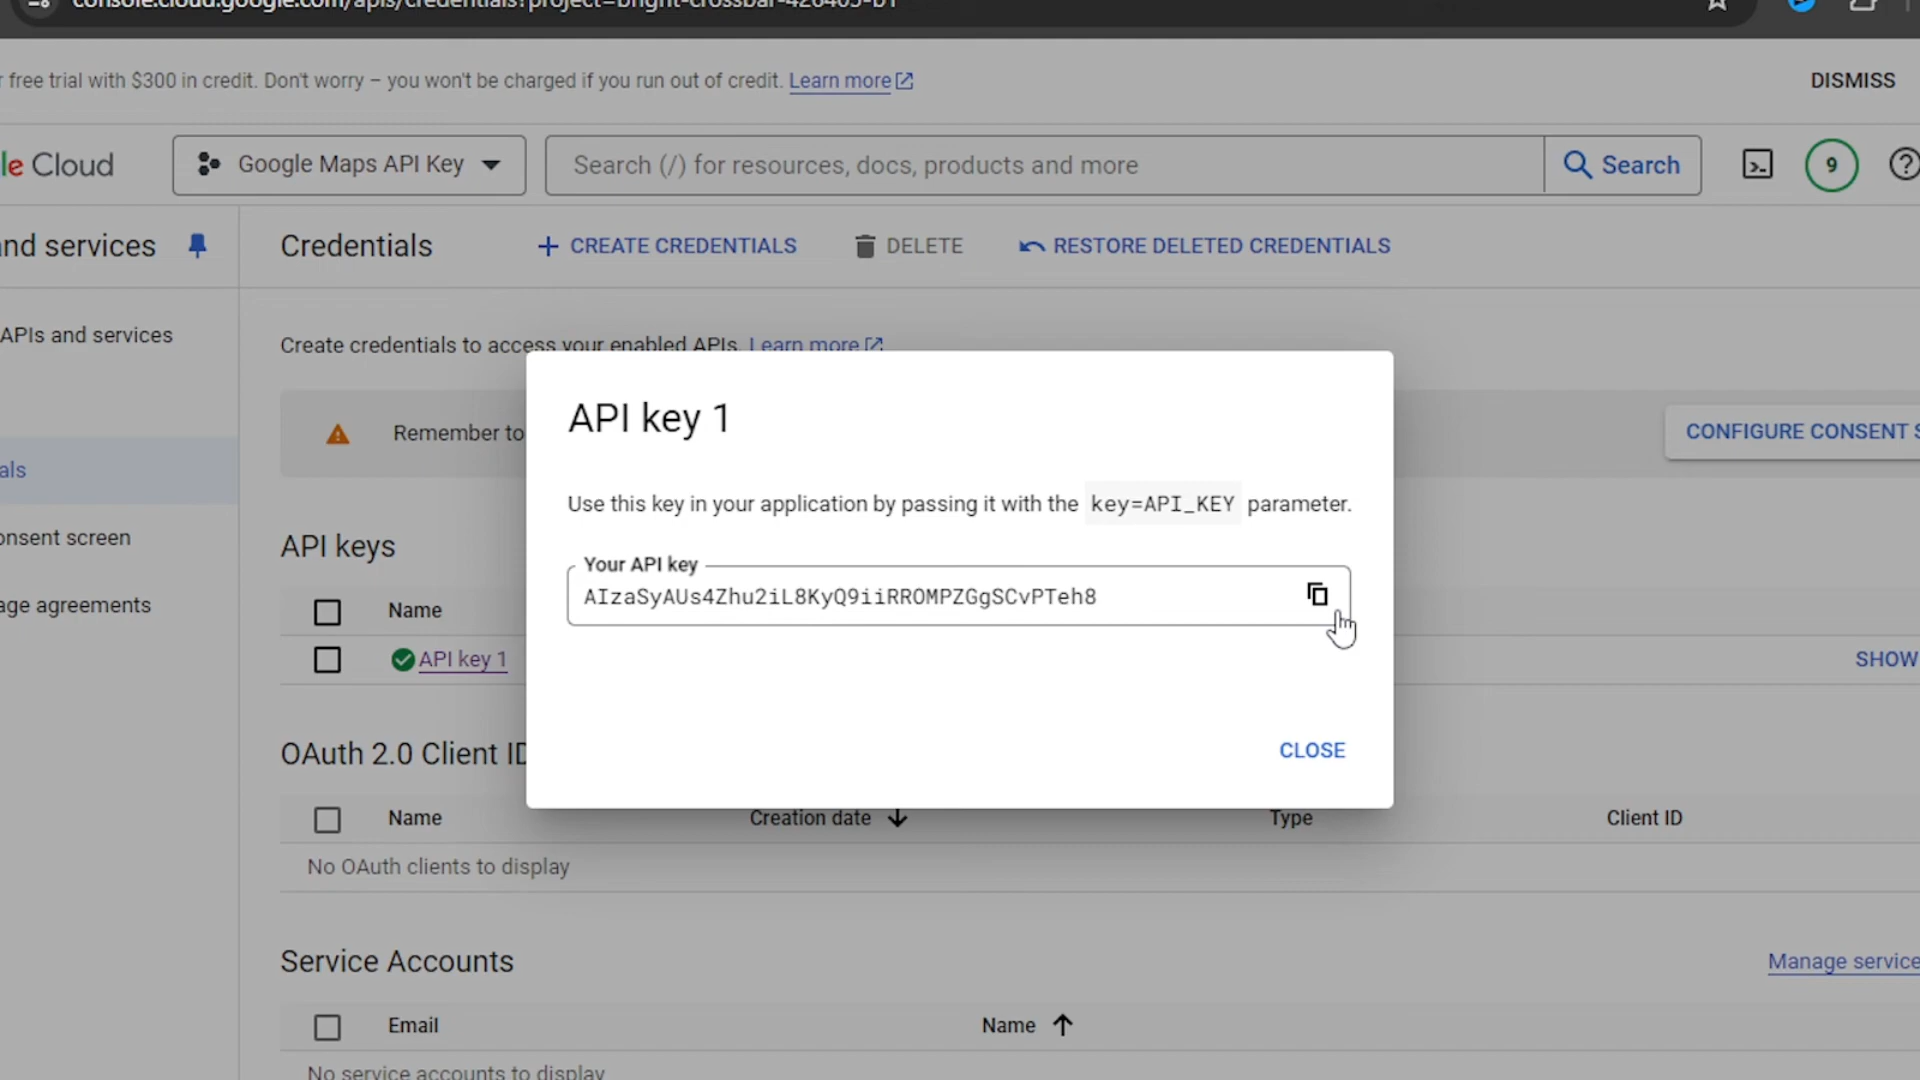 console.cloud.google.com/apis/credentials?project=bright-crossbar-426405-b1
free trial with $300 in credit. Don't worry – you won't be charged if you run out of credit. Learn more
DISMISS
le Cloud
Google Maps API Key
Search (/) for resources, docs, products and more
Search
9
nd services
Credentials
CREATE CREDENTIALS
DELETE
RESTORE DELETED CREDENTIALS
APIs and services
als
onsent screen
age agreements
Create credentials to access your enabled APIs. Learn more
Remember to
CONFIGURE CONSENT S
API key 1
Use this key in your application by passing it with the key=API_KEY parameter.
Your API key
AIzaSyAUs4Zhu2iL8KyQ9iiRROMPZGgSCvPTeh8
CLOSE
API keys
Name
API key 1
SHOW
OAuth 2.0 Client ID
Name
Creation date
Type
Client ID
No OAuth clients to display
Service Accounts
Manage service
Email
Name
No service accounts to display